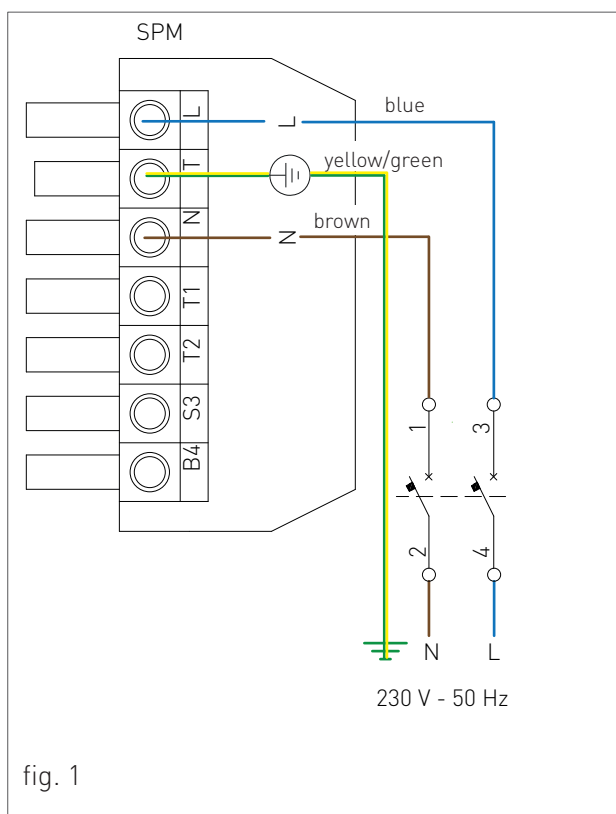 SPM
L
L
blue
T
yellow/green
N
N
brown
T1
T2
S3
B4
1
3
2
4
N
L
230 V - 50 Hz
fig. 1